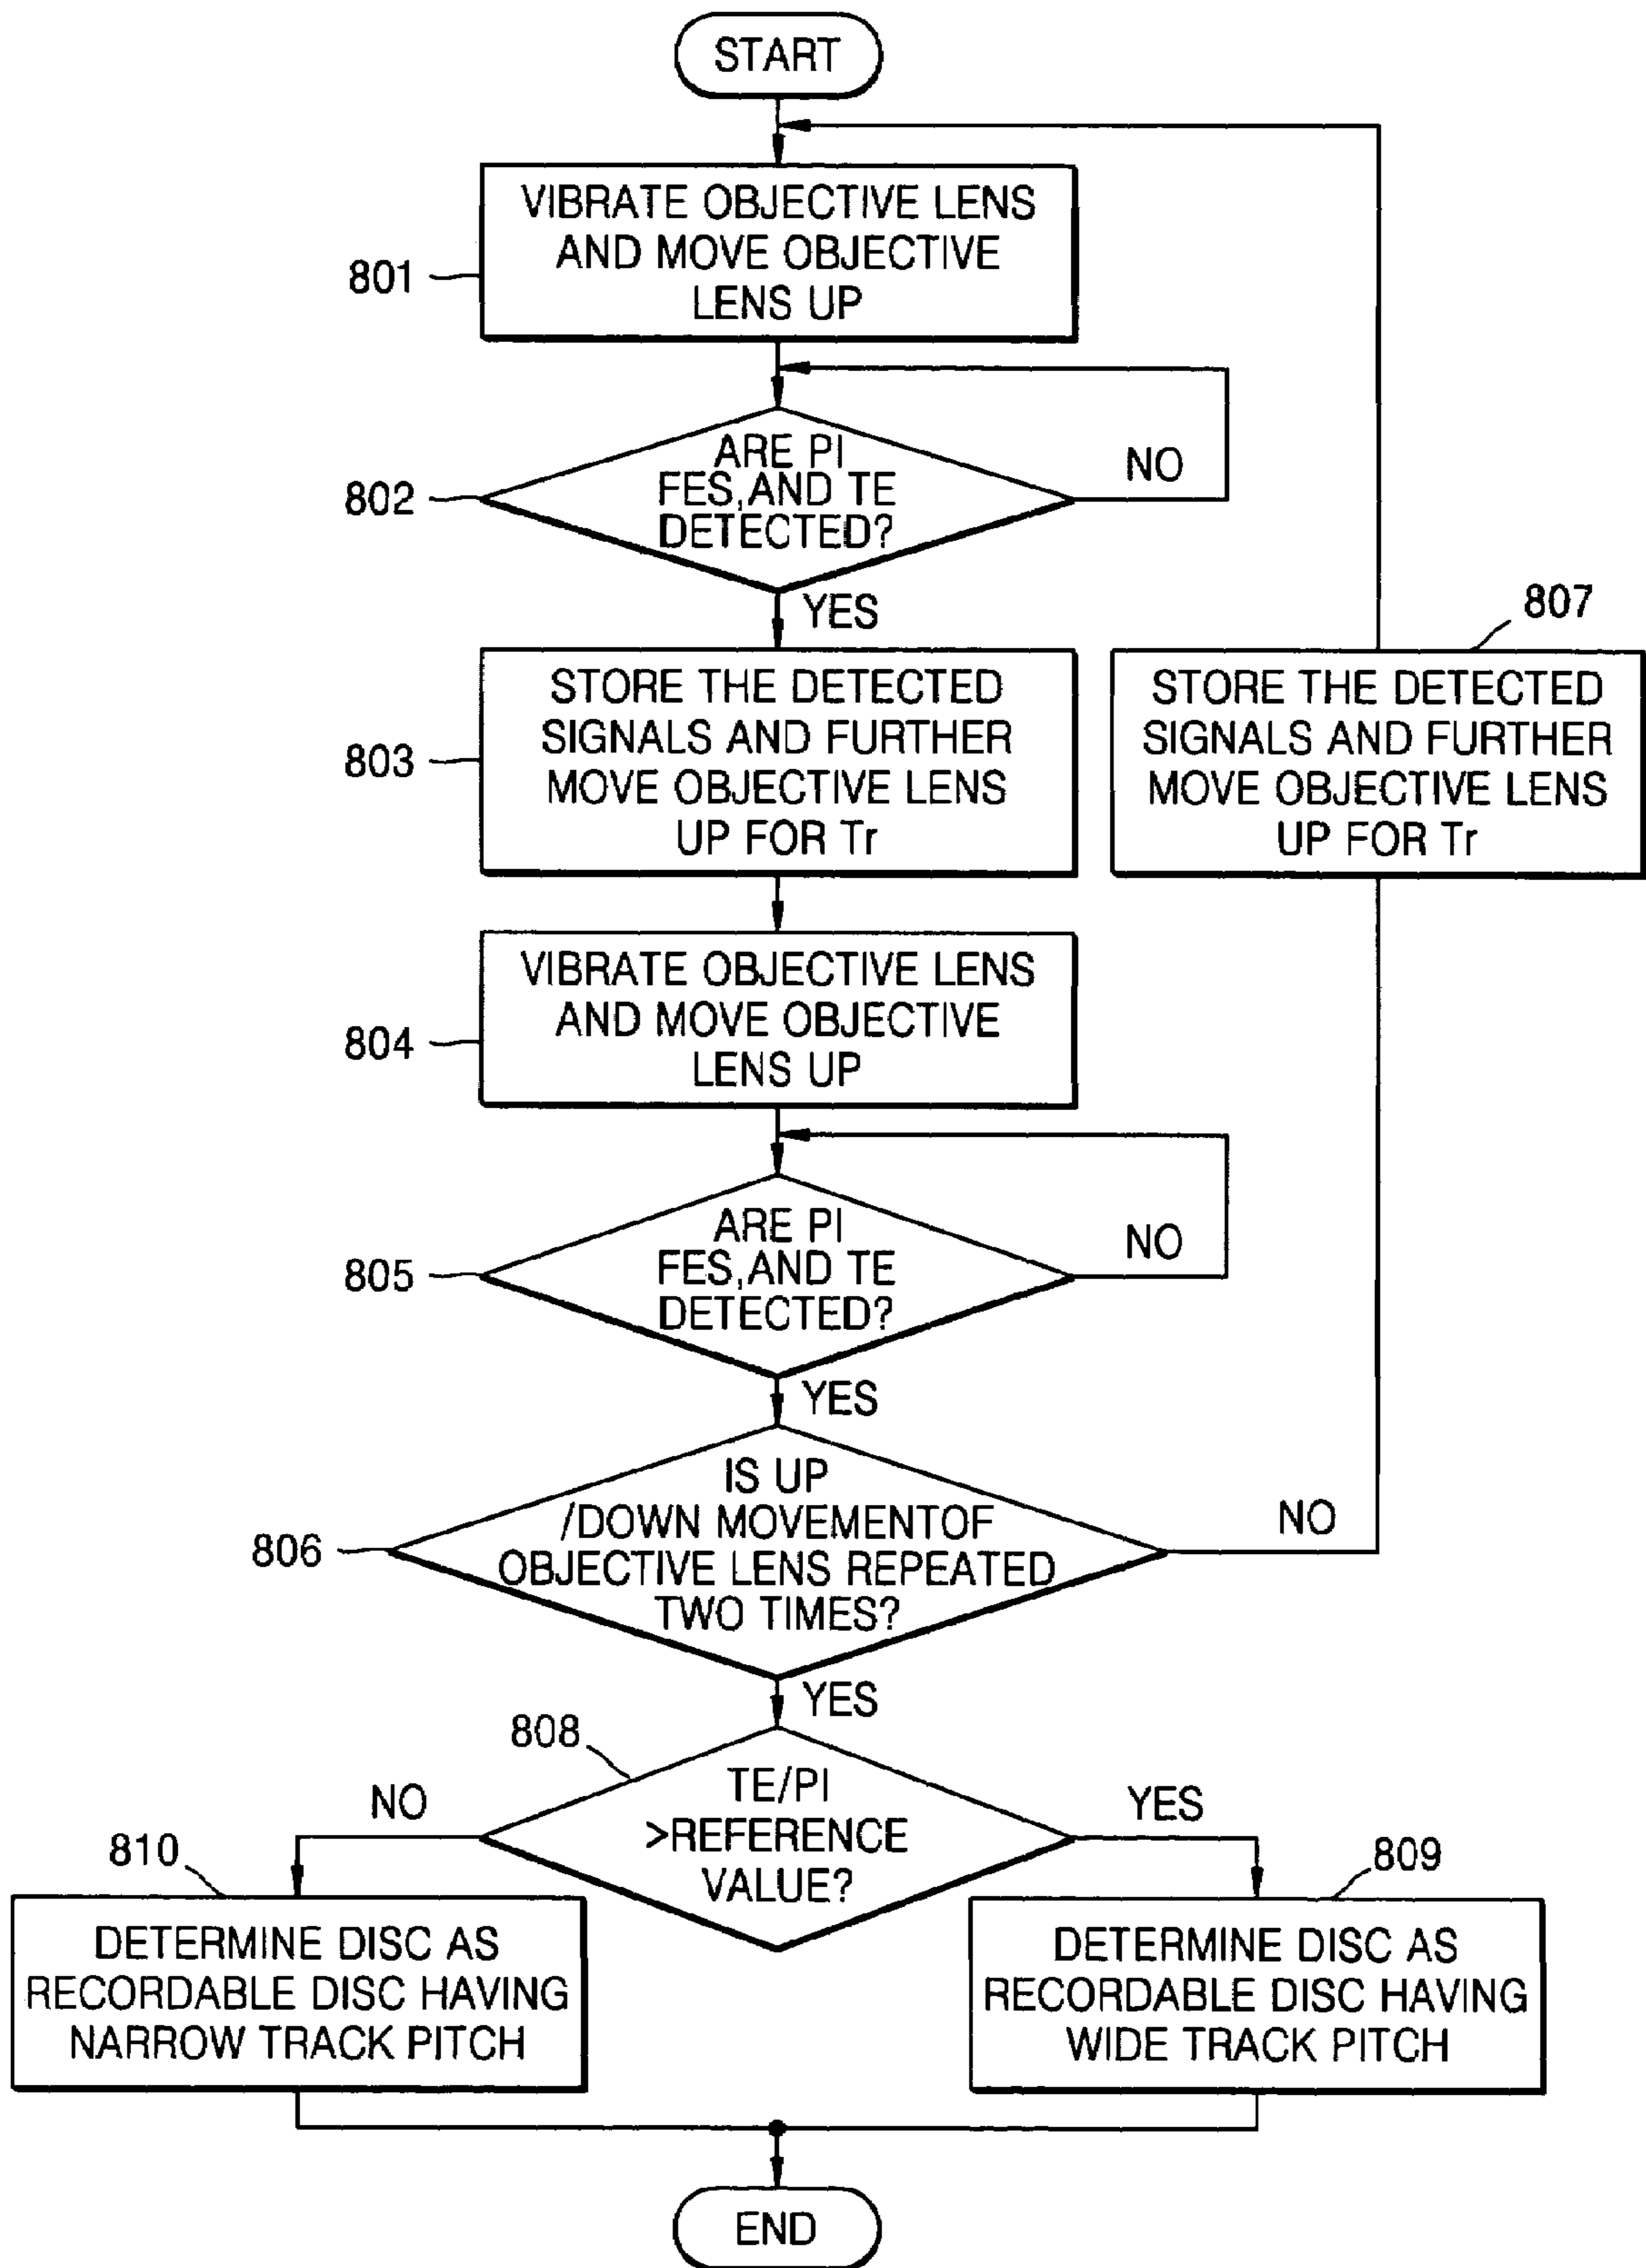 START
VIBRATE OBJECTIVE LENS
AND MOVE OBJECTIVE
LENS UP
801
ARE PI
FES,AND TE
DETECTED?
802
NO
YES
STORE THE DETECTED
SIGNALS AND FURTHER
MOVE OBJECTIVE LENS
UP FOR Tr
803
807
STORE THE DETECTED
SIGNALS AND FURTHER
MOVE OBJECTIVE LENS
UP FOR Tr
VIBRATE OBJECTIVE LENS
AND MOVE OBJECTIVE
LENS UP
804
ARE PI
FES,AND TE
DETECTED?
805
NO
YES
IS UP
/DOWN MOVEMENTOF
OBJECTIVE LENS REPEATED
TWO TIMES?
806
NO
YES
808
TE/PI
>REFERENCE
VALUE?
NO
YES
810
DETERMINE DISC AS
RECORDABLE DISC HAVING
NARROW TRACK PITCH
809
DETERMINE DISC AS
RECORDABLE DISC HAVING
WIDE TRACK PITCH
END